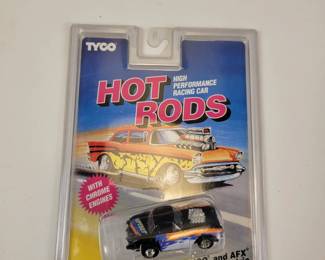 TYCO
HOT
HIGH
PERFORMANCE
RACING CAR
RODS
WITH
CHROME
ENGINES
and AFX